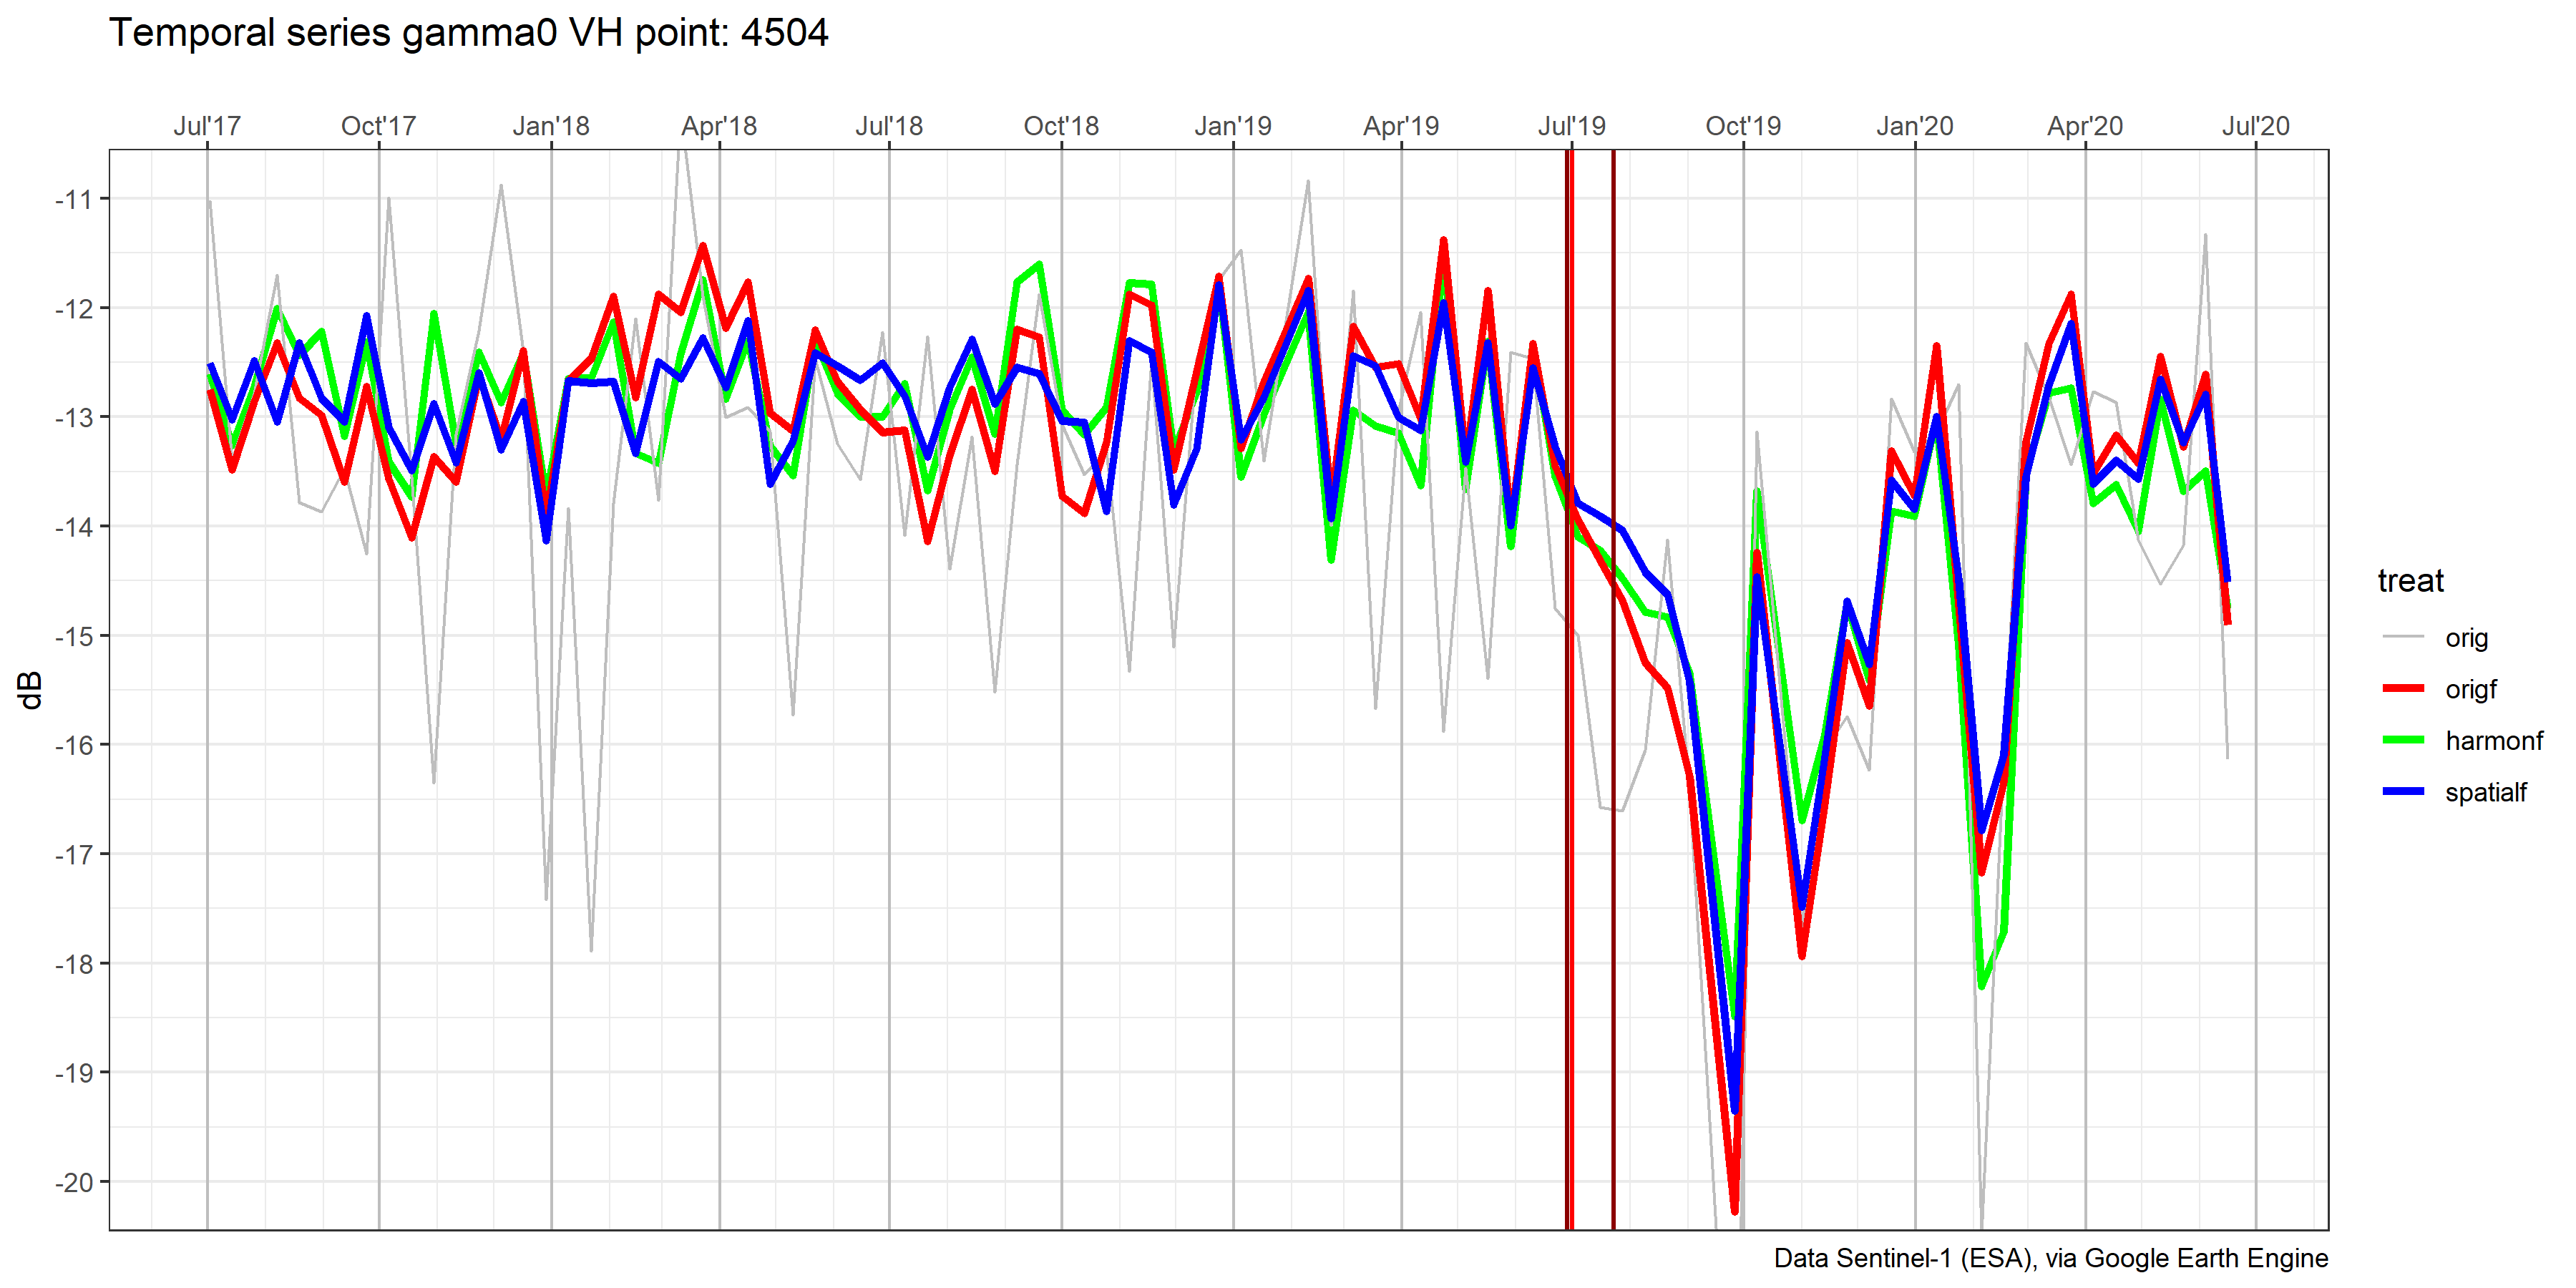 Temporal series gamma0 VH point: 4504
Jul'17 Oct'17 Jan'18 Apr'18 Jul'18 Oct'18 Jan'19 Apr'19 Jul'19 Oct'19 Jan'20 Apr'20 Jul'20
-11
-12
-13
-14
-15
-16
-17
-18
-19
-20
dB
treat
orig
origf
harmonf
spatialf
Data Sentinel-1 (ESA), via Google Earth Engine